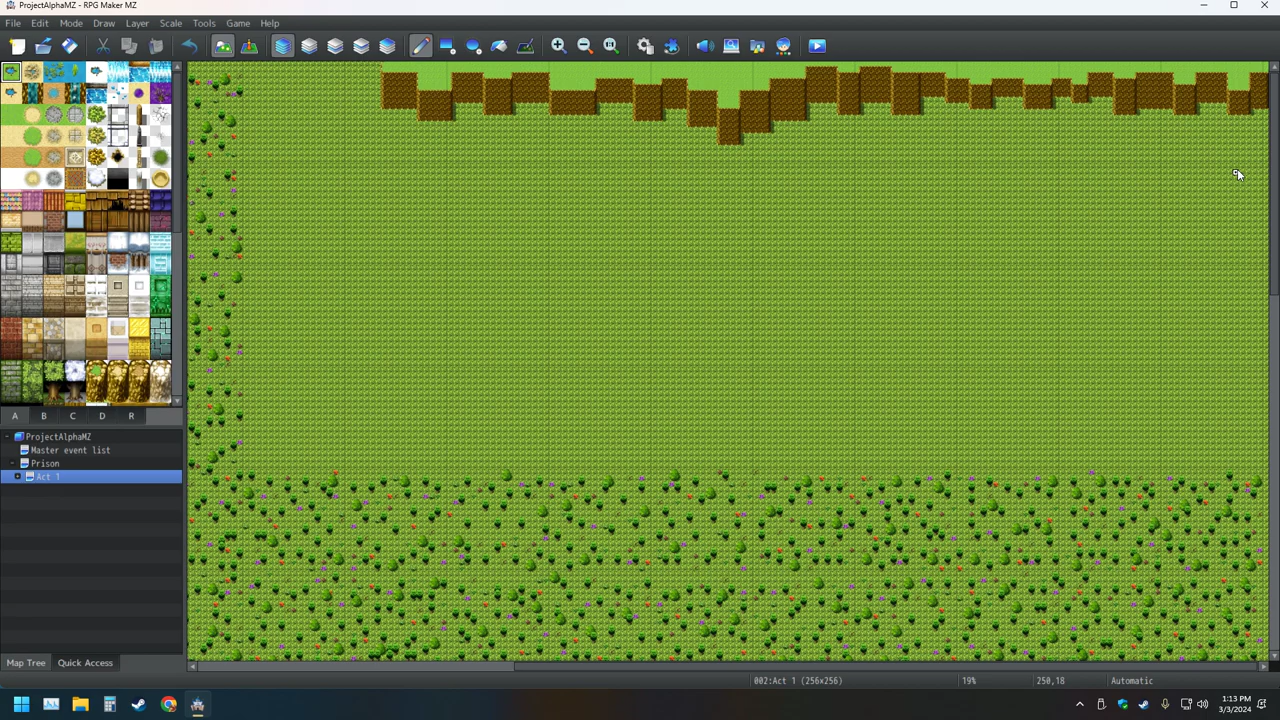 ProjectAlphaMZ - RPG Maker MZ
File Edit Mode Draw Layer Scale Tools Game Help
A B C D R
ProjectAlphaMZ
Master event list
Prison
Act 1
Map Tree Quick Access
002:Act 1 (256x256) 19% 250,18 Automatic
1:13 PM
3/3/2024